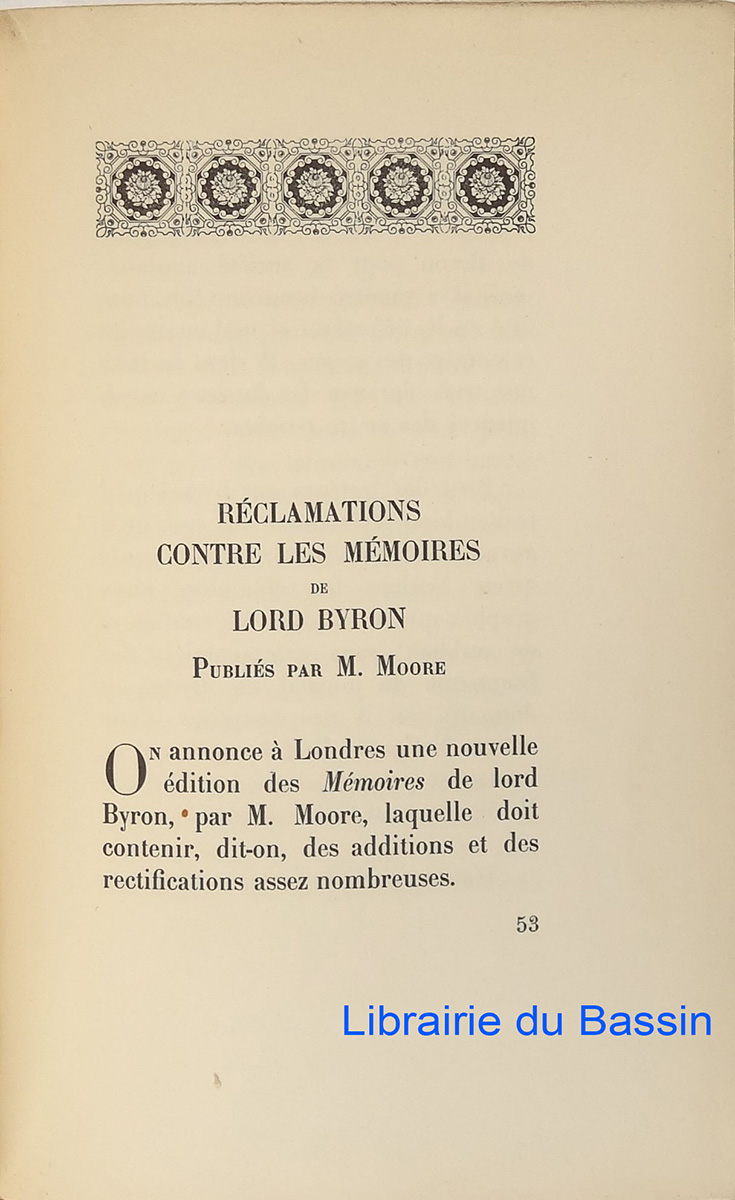 RÉCLAMATIONS
CONTRE LES MÉMOIRES
DE
LORD BYRON
PUBLIÉS PAR M. MOORE
ON annonce à Londres une nouvelle
édition des Mémoires de lord
Byron, par M. Moore, laquelle doit
contenir, dit-on, des additions et des
rectifications assez nombreuses.
53
Librairie du Bassin